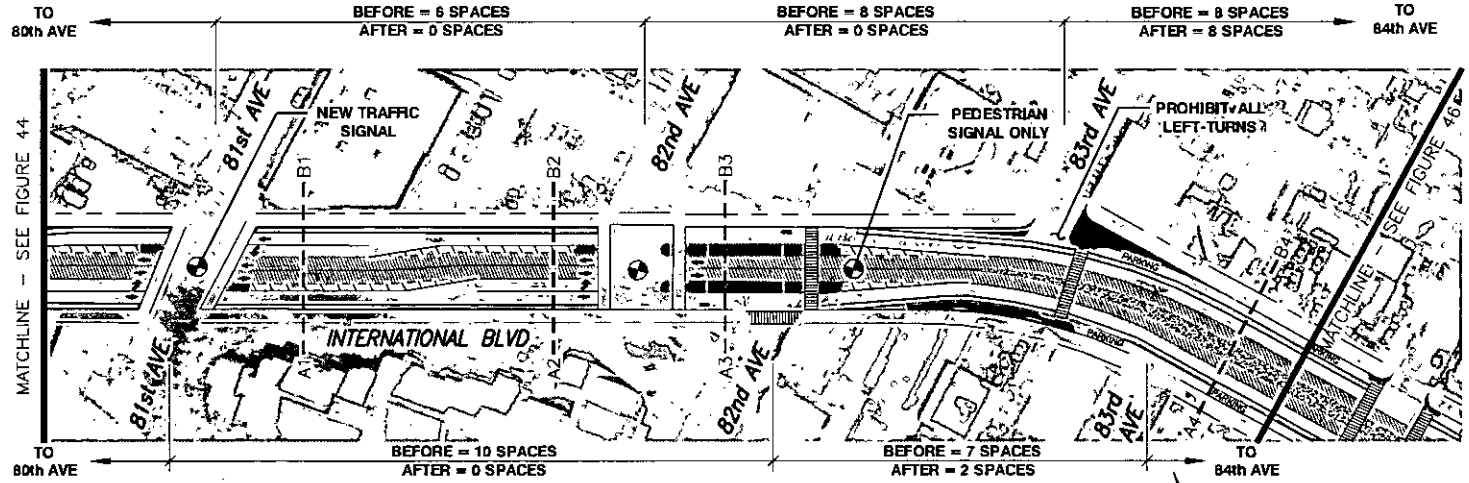 TO
80th AVE
BEFORE = 6 SPACES
AFTER = 0 SPACES
BEFORE = 8 SPACES
AFTER = 0 SPACES
BEFORE = 8 SPACES
AFTER = 8 SPACES
TO
84th AVE
MATCHLINE - SEE FIGURE 44
81st AVE
NEW TRAFFIC
SIGNAL
B1
B2
82nd AVE
B3
PEDESTRIAN
SIGNAL ONLY
83rd AVE
PROHIBIT ALL
LEFT-TURNS
B4
MATCHLINE - SEE FIGURE 46
PARKING
PARKING
PARKING
PARKING
INTERNATIONAL BLVD
81st AVE
A1
A2
A3
82nd AVE
83rd
AVE
A4
TO
80th AVE
BEFORE = 10 SPACES
AFTER = 0 SPACES
BEFORE = 7 SPACES
AFTER = 2 SPACES
TO
84th AVE